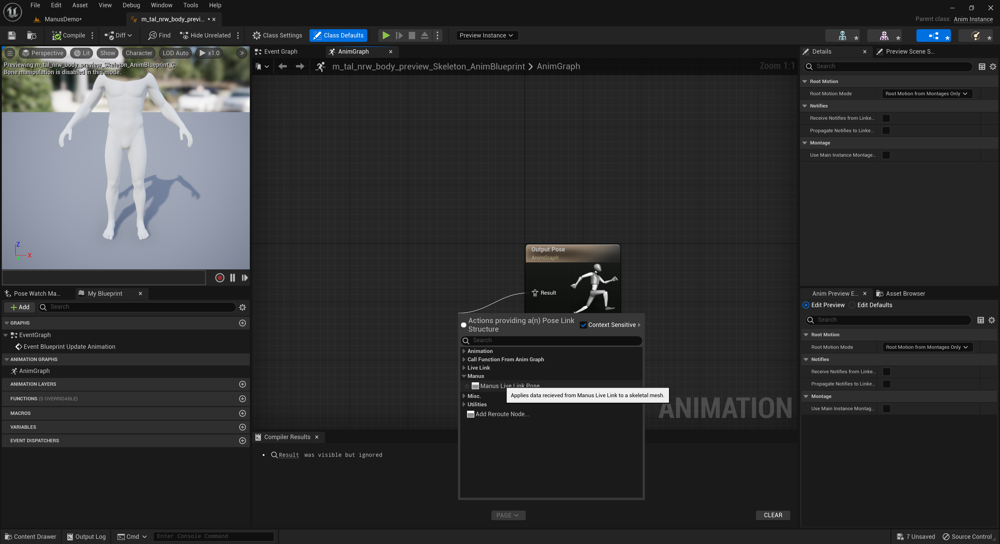 File Edit Asset View Debug Window Tools Help
ManusDemo*
m_tal_nrw_body_previ... *
Parent class: Anim Instance
Compile
Diff
Find
Hide Unrelated
Class Settings
Class Defaults
Preview Instance
Perspective
Lit
Show
Character
LOD Auto
x1.0
Previewing m_tal_nrw_body_preview_Skeleton_AnimBlueprint_C.
Bone manipulation is disabled in this mode.
Z
X
Y
Event Graph
AnimGraph
m_tal_nrw_body_preview_Skeleton_AnimBlueprint > AnimGraph
Zoom 1:1
Output Pose
AnimGraph
Result
Actions providing a(n) Pose Link
Structure
Context Sensitive
Search
Animation
Call Function From Anim Graph
Live Link
Manus
Manus Live Link Pose
Applies data recieved from Manus Live Link to a skeletal mesh.
Misc.
Utilities
Add Reroute Node...
ANIMATION
Compiler Results
• Result was visible but ignored
PAGE
CLEAR
Pose Watch Ma...
My Blueprint
Add
Search
GRAPHS
EventGraph
Event Blueprint Update Animation
ANIMATION GRAPHS
AnimGraph
ANIMATION LAYERS
FUNCTIONS (5 OVERRIDABLE)
MACROS
VARIABLES
EVENT DISPATCHERS
Details
Preview Scene S...
Search
Root Motion
Root Motion Mode
Root Motion from Montages Only
Notifies
Receive Notifies from Linke...
Propagate Notifies to Linke...
Montage
Use Main Instance Montage...
Anim Preview E...
Asset Browser
Edit Preview
Edit Defaults
Search
Root Motion
Root Motion Mode
Root Motion from Montages Only
Notifies
Receive Notifies from Linke...
Propagate Notifies to Linke...
Montage
Use Main Instance Montag...
Content Drawer
Output Log
Cmd
Enter Console Command
7 Unsaved
Source Control